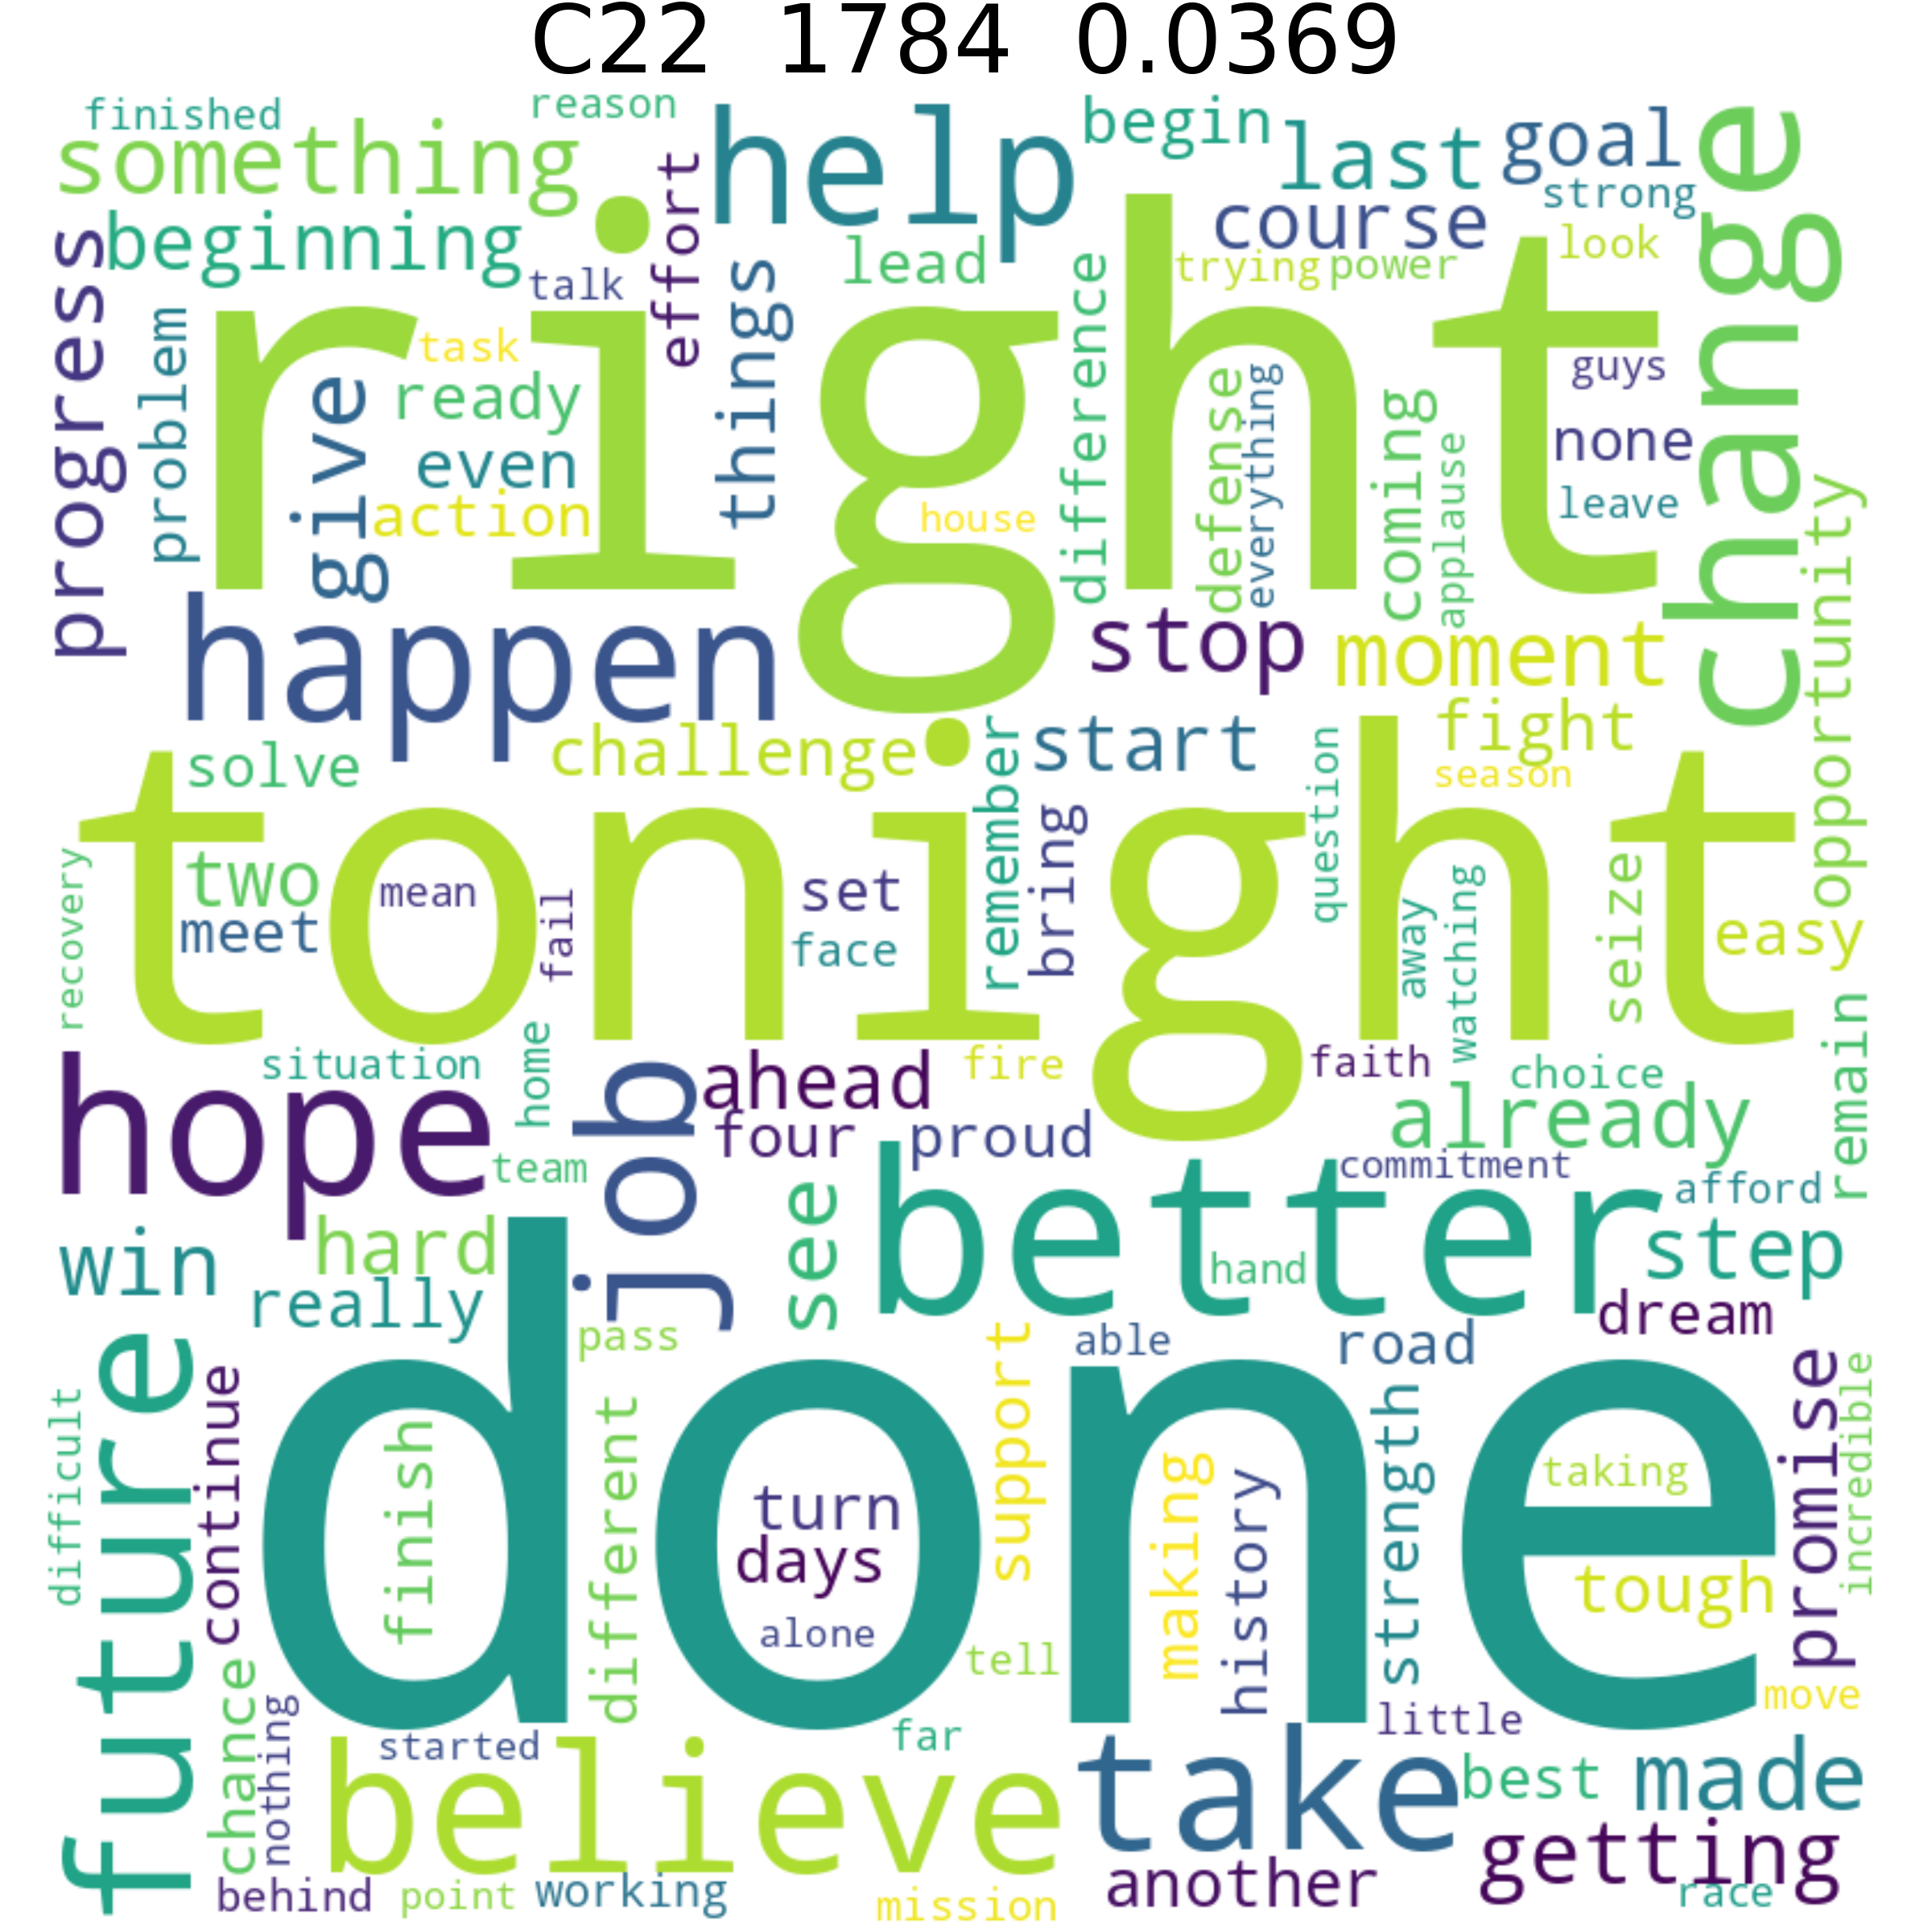 C22 1784 0.0369
finished
reason
something
help
begin
last
goal
change
strong
effort
course
beginning
progress
lead
look
talk
things
difference
trying
power
right
problem
task
guys
give
ready
defense
everything
coming
none
even
applause
action
house
leave
opportunity
happen
stop
moment
challenge
remember
start
fight
solve
question
season
tonight
bring
two
mean
set
recovery
meet
fail
face
away
watching
seize
easy
situation
home
job
ahead
fire
faith
choice
remain
hope
four
proud
already
team
see
better
commitment
afford
win
hard
hand
step
really
dream
future
pass
support
able
road
difficult
continue
done
finish
different
turn
days
making
history
strength
taking
promise
incredible
tough
alone
tell
chance
nothing
move
little
started
far
believe
take
best
made
getting
behind
point
working
mission
another
race